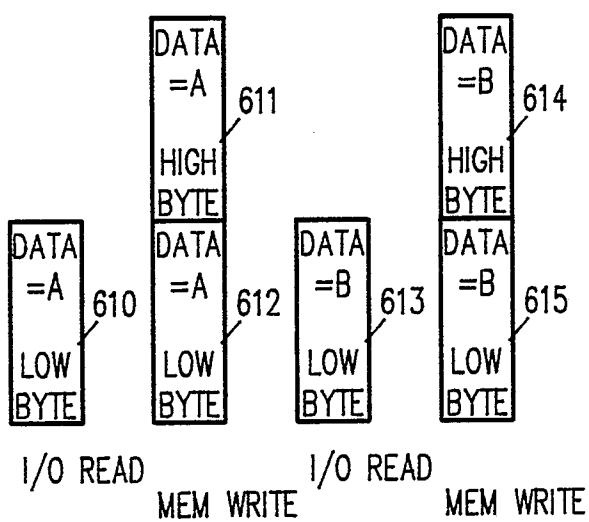 DATA
=A
HIGH
BYTE
611
DATA
=B
HIGH
BYTE
614
DATA
=A
LOW
BYTE
610
DATA
=A
LOW
BYTE
612
DATA
=B
LOW
BYTE
613
DATA
=B
LOW
BYTE
615
I/O READ
MEM WRITE
I/O READ
MEM WRITE